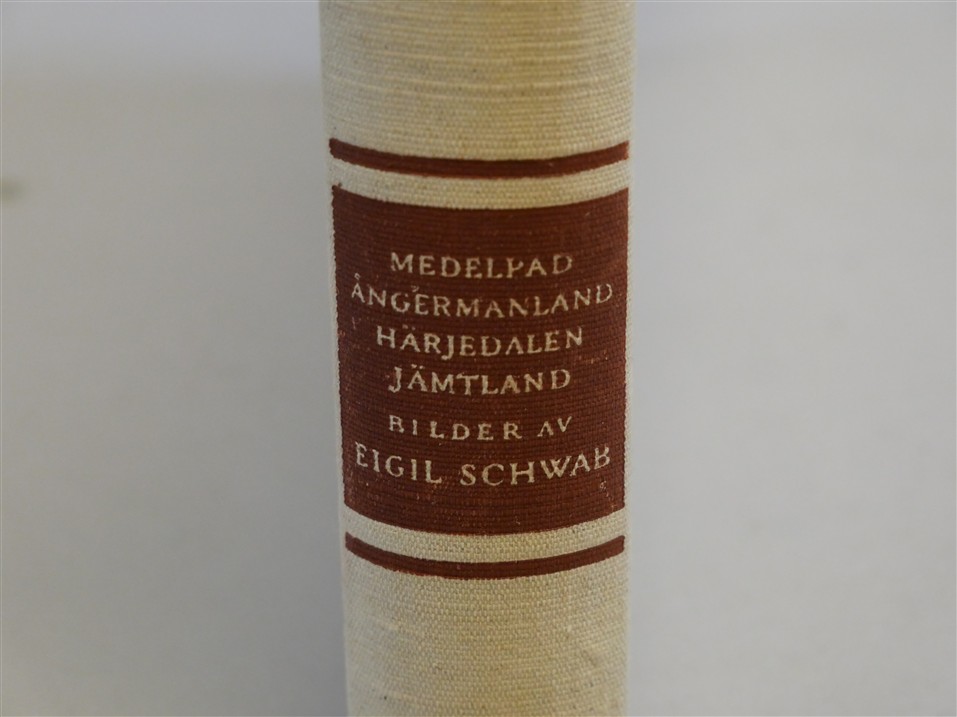 MEDELPAD
ÅNGERMANLAND
HÄRJEDALEN
JÄMTLAND
BILDER AV
EIGIL SCHWAB